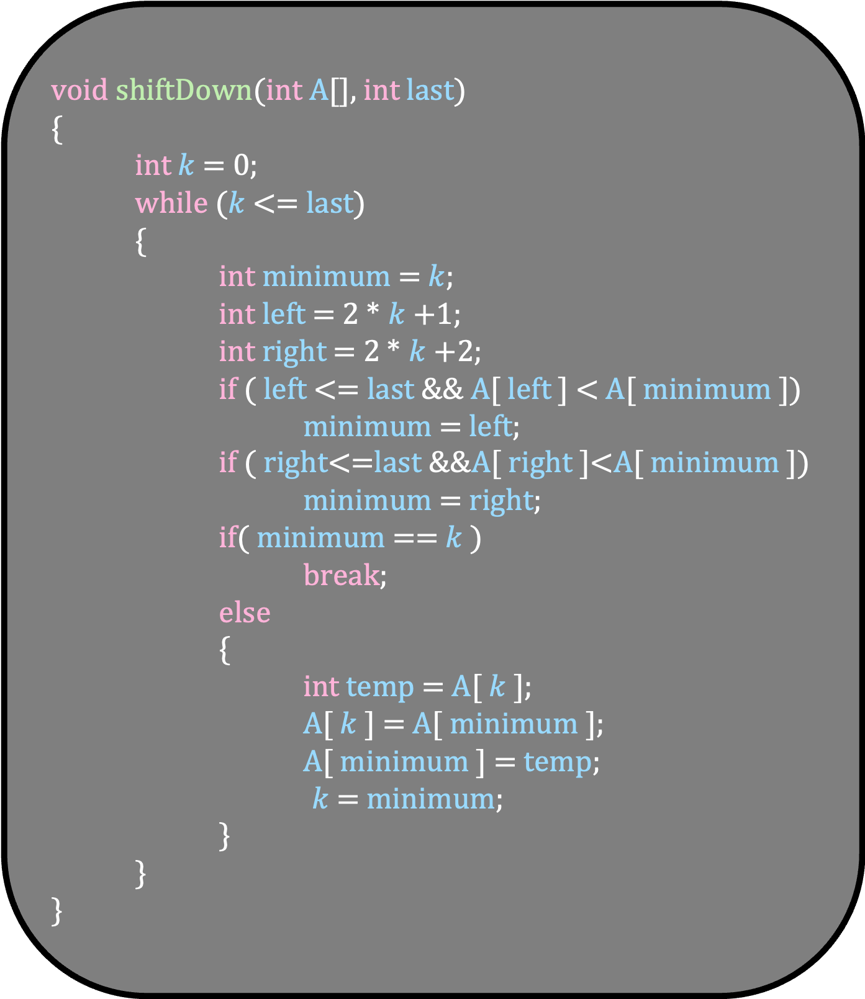 void shiftDown(int A[], int last)
{
int k = 0;
while (k <= last)
{
int minimum = k;
int left = 2 * k +1;
int right = 2 * k +2;
if ( left <= last && A[ left ] < A[ minimum ])
minimum = left;
if ( right<=last &&A[ right ]<A[ minimum ])
minimum = right;
if( minimum == k )
break;
else
{
int temp = A[ k ];
A[ k ] = A[ minimum ];
A[ minimum ] = temp;
k = minimum;
}
}
}